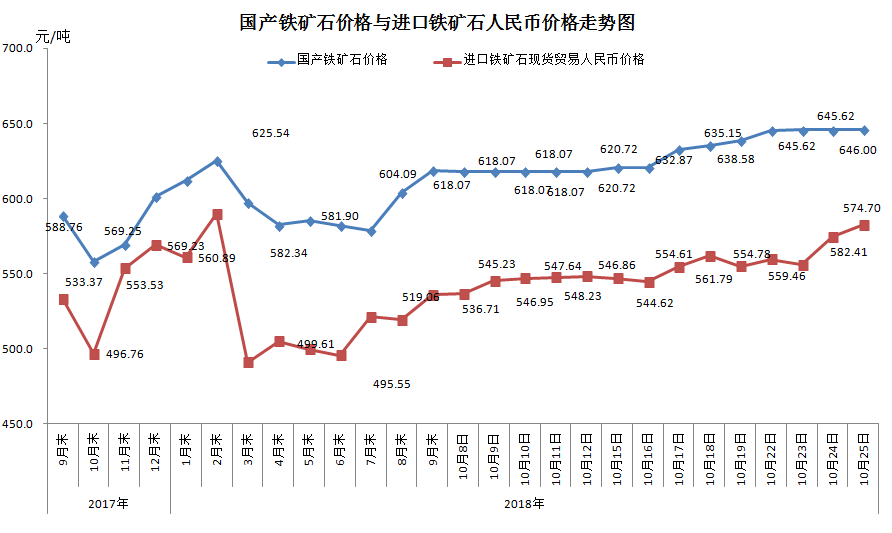 国产铁矿石价格与进口铁矿石人民币价格走势图
元/吨
国产铁矿石价格
进口铁矿石现货贸易人民币价格
700.0
650.0
600.0
550.0
500.0
450.0
588.76
569.25
625.54
582.34
581.90
604.09
618.07
618.07
618.07
618.07
618.07
620.72
620.72
632.87
635.15
638.58
645.62
645.62
646.00
533.37
496.76
553.53
569.23
560.89
499.61
495.55
519.06
536.71
545.23
546.95
547.64
548.23
546.86
544.62
554.61
561.79
554.78
559.46
582.41
574.70
9月末
10月末
11月末
12月末
1月末
2月末
3月末
4月末
5月末
6月末
7月末
8月末
9月末
10月8日
10月9日
10月10日
10月11日
10月12日
10月15日
10月16日
10月17日
10月18日
10月19日
10月22日
10月23日
10月24日
10月25日
2017年
2018年